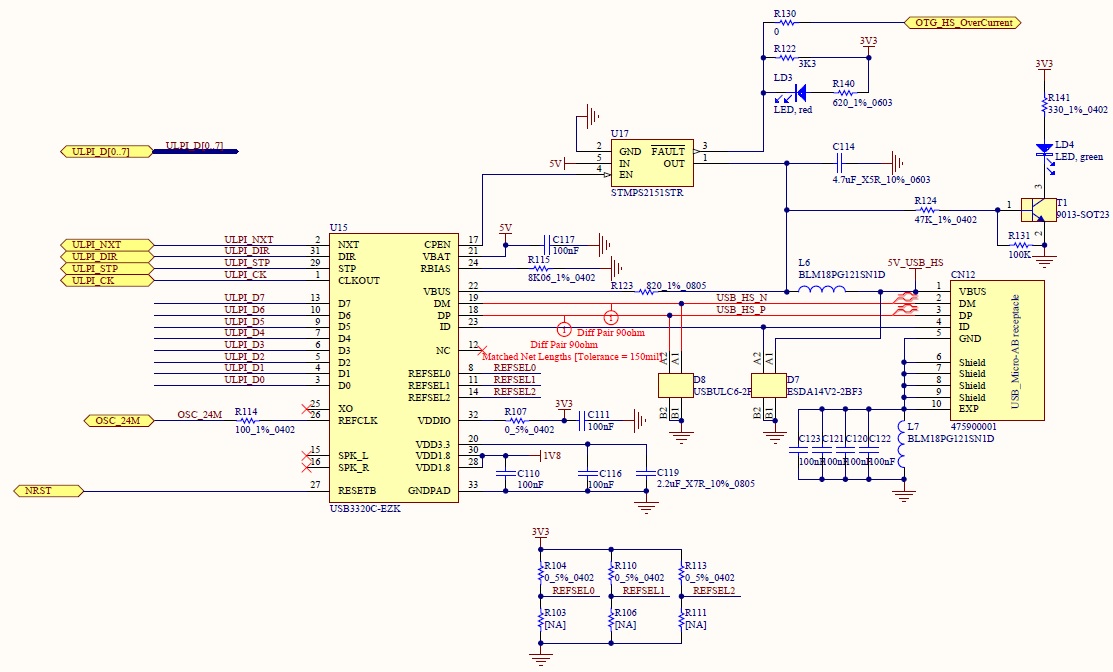 R130
0
OTG_HS_OverCurrent
R122
3K3
3V3
LD3
LED, red
R140
620_1%_0603
3V3
R141
330_1%_0402
LD4
LED, green
U17
2 GND FAULT 3
5V 5 IN OUT 1
4 EN
STMPS2151STR
C114
4.7uF_X5R_10%_0603
ULPI_D[0..7] ULPI_D[0..7]
R124
47K_1%_0402
3
1
2
T1
9013-SOT23
R131
100K
U15
ULPI_NXT ULPI_NXT 2 NXT CPEN 17
ULPI_DIR ULPI_DIR 31 DIR VBAT 21
ULPI_STP ULPI_STP 29 STP RBIAS 24
ULPI_CK ULPI_CK 1 CLKOUT
5V
C117
100nF
R115
8K06_1%_0402
VBUS 22
R123 820_1%_0805
L6
BLM18PG121SN1D
5V_USB_HS
CN12
ULPI_D7 13 D7 DM 19 USB_HS_N
ULPI_D6 10 D6 DP 18 USB_HS_P
ULPI_D5 9 D5 ID 23
ULPI_D4 7 D4
ULPI_D3 6 D3 NC 12
ULPI_D2 5 D2
ULPI_D1 4 D1 REFSEL0 8 REFSEL0
ULPI_D0 3 D0 REFSEL1 11 REFSEL1
REFSEL2 14 REFSEL2
1
1
Diff Pair 90ohm
Diff Pair 90ohm
Matched Net Lengths [Tolerance = 150mil]
1 VBUS
2 DM
3 DP
4 ID
5 GND
6 Shield
7 Shield
8 Shield
9 Shield
10 EXP
USB_Micro-AB receptacle
475900001
A2
A1
D8
USBULC6-2F
B2
B1
A2
A1
D7
ESDA14V2-2BF3
B2
B1
25 XO
OSC_24M OSC_24M R114 26 REFCLK VDDIO 32
100_1%_0402
R107
0_5%_0402
3V3
C111
100nF
C123
C121
C120
C122
100nF
100nF
100nF
100nF
L7
BLM18PG121SN1D
VDD3.3 20
15 SPK_L VDD1.8 30 1V8
16 SPK_R VDD1.8 28
NRST 27 RESETB GNDPAD 33
USB3320C-EZK
C110
100nF
C116
100nF
C119
2.2uF_X7R_10%_0805
3V3
R104
0_5%_0402
R110
0_5%_0402
R113
0_5%_0402
REFSEL0 REFSEL1 REFSEL2
R103
[NA]
R106
[NA]
R111
[NA]